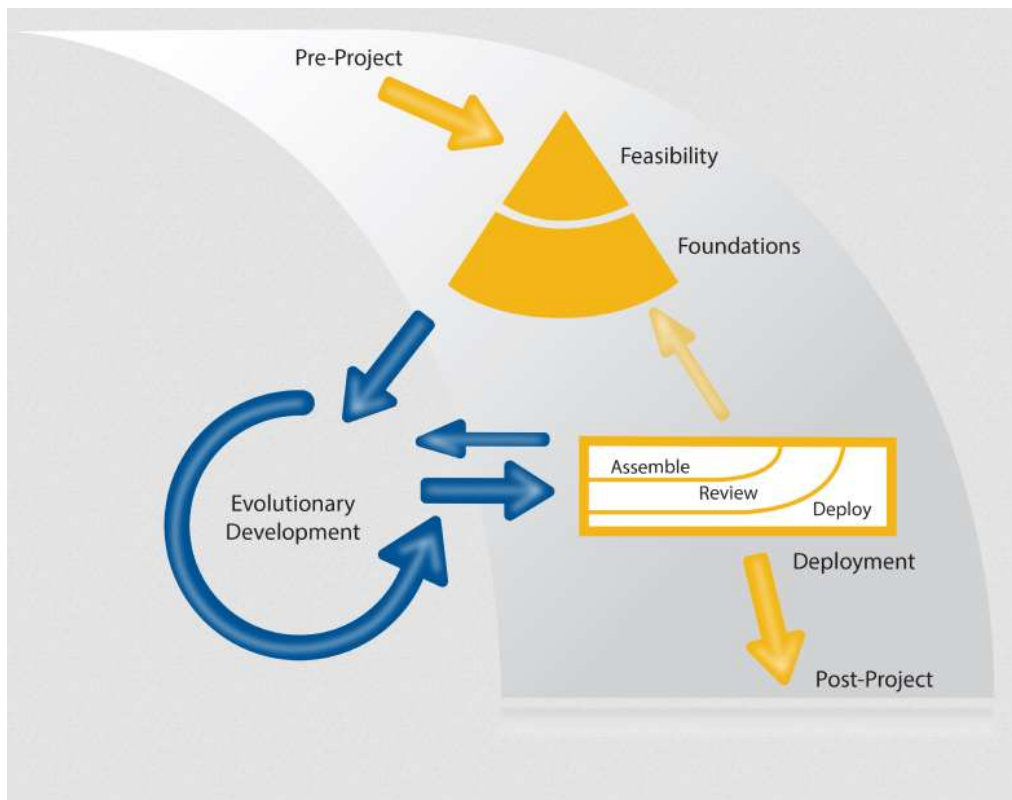 Pre-Project
Feasibility
Foundations
Evolutionary
Development
Assemble
Review
Deploy
Deployment
Post-Project